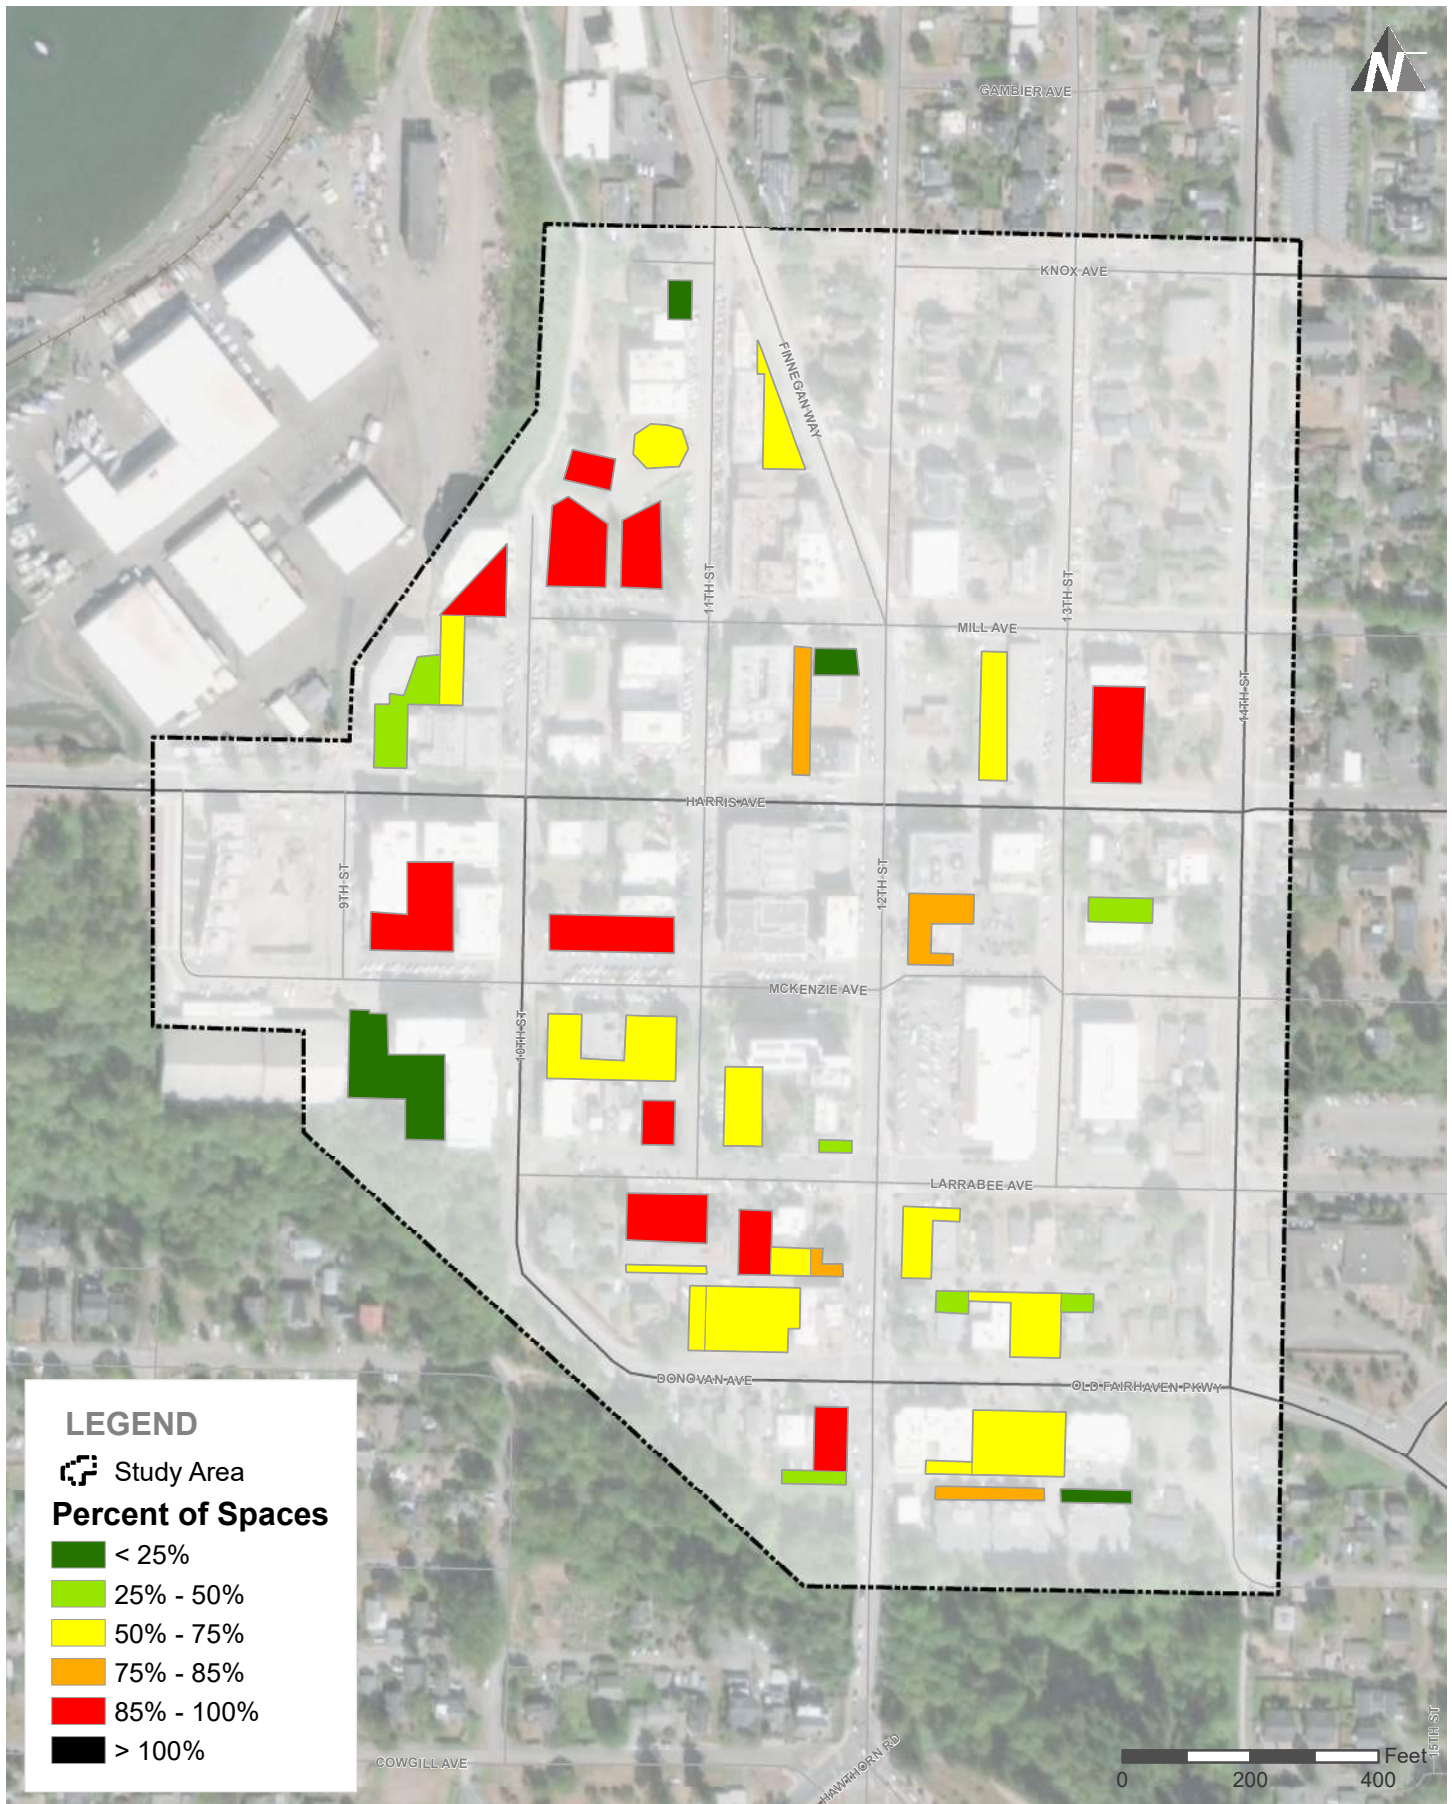 N
GAMBIER AVE
KNOX AVE
FINNEGAN WAY
11TH ST
13TH ST
MILL AVE
14TH ST
HARRIS AVE
9TH ST
12TH ST
MCKENZIE AVE
10TH ST
LARRABEE AVE
DONOVAN AVE
OLD FAIRHAVEN PKWY
LEGEND
Study Area
Percent of Spaces
< 25%
25% - 50%
50% - 75%
75% - 85%
85% - 100%
> 100%
COWGILL AVE
HAWTHORN RD
15TH ST
Feet
0 200 400